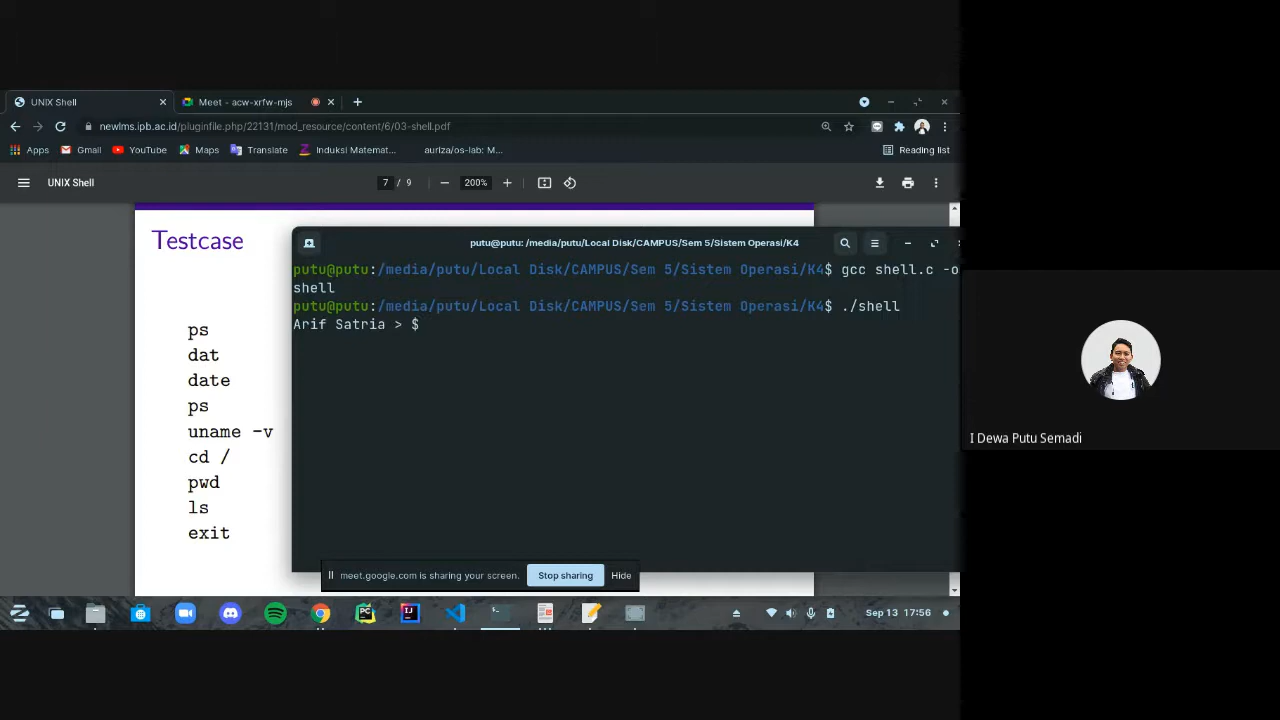 UNIX Shell
Meet - acw-xrfw-mjs
newlms.ipb.ac.id/pluginfile.php/22131/mod_resource/content/6/03-shell.pdf
Apps
Gmail
YouTube
Maps
Translate
Induksi Matemat...
auriza/os-lab: M...
Reading list
UNIX Shell
7 / 9
200%
Testcase
ps
dat
date
ps
uname -v
cd /
pwd
ls
exit
putu@putu: /media/putu/Local Disk/CAMPUS/Sem 5/Sistem Operasi/K4
putu@putu:/media/putu/Local Disk/CAMPUS/Sem 5/Sistem Operasi/K4$ gcc shell.c -o
shell
putu@putu:/media/putu/Local Disk/CAMPUS/Sem 5/Sistem Operasi/K4$ ./shell
Arif Satria > $
meet.google.com is sharing your screen.
Stop sharing
Hide
Sep 13 17:56
I Dewa Putu Semadi